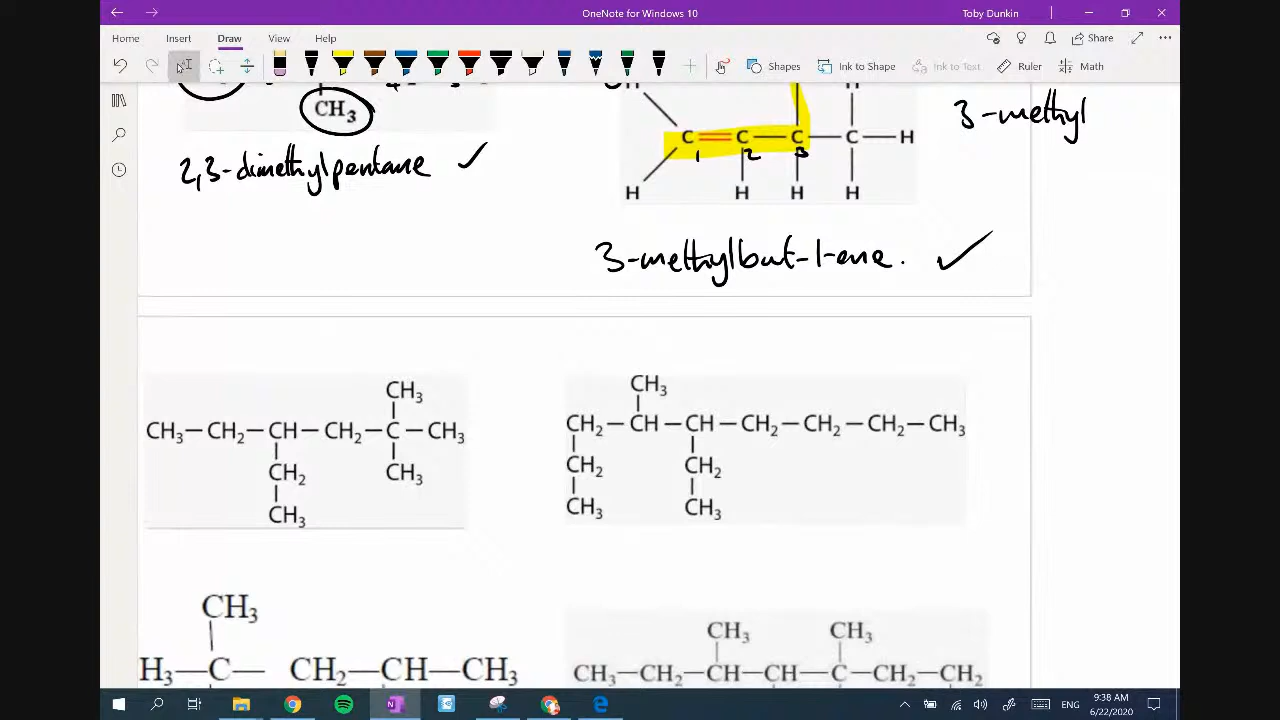 OneNote for Windows 10
Toby Dunkin
Home Insert Draw View Help
Share
Shapes Ink to Shape Ink to Text Ruler Math
CH₃
2,3-dimethylpentane ✓
H
C=C—C—C—H
1 2 3
H H H H
3-methyl
3-methylbut-1-ene. ✓
CH₃
CH₃—CH₂—CH—CH₂—C—CH₃
CH₂ CH₃
CH₃
CH₃
CH₂—CH—CH—CH₂—CH₂—CH₂—CH₃
CH₂ CH₂
CH₃ CH₃
CH₃
H₃—C— CH₂—CH—CH₃
CH₃ CH₃
CH₃—CH₂—CH—CH—C—CH₂—CH₂
ENG
9:38 AM
6/22/2020